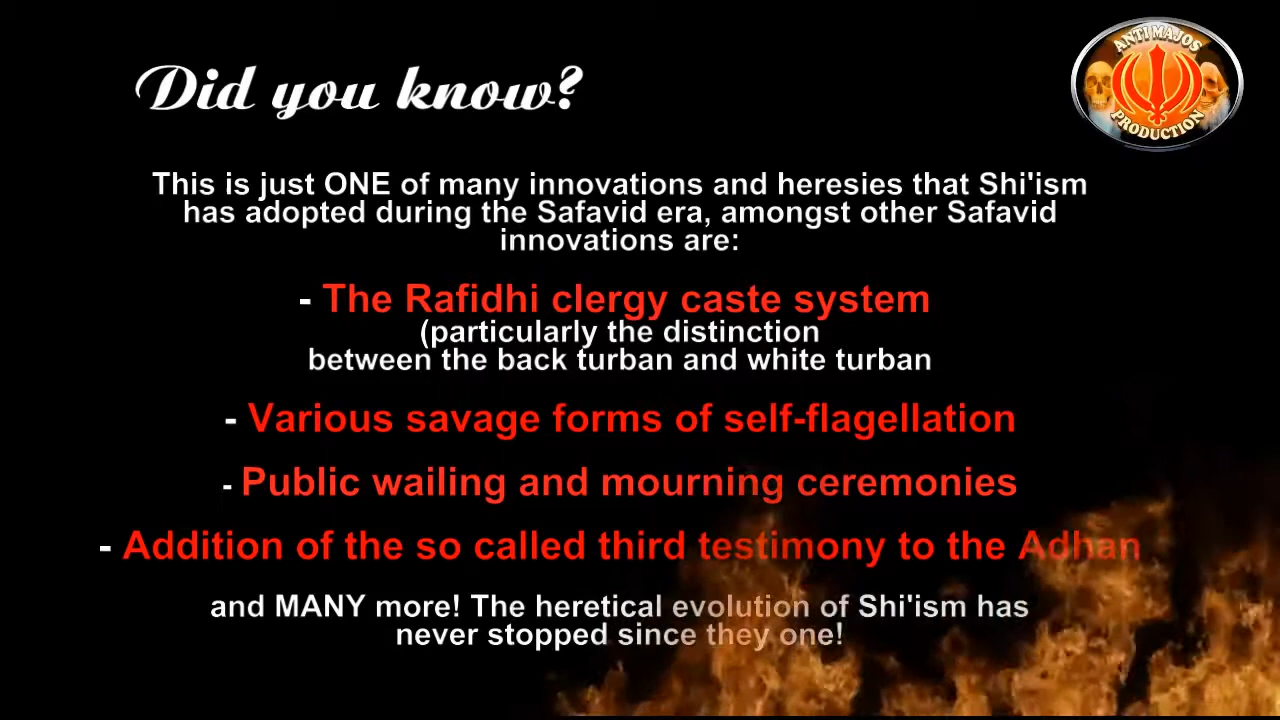 Did you know?
ANTIMAJOS
PRODUCTION
This is just ONE of many innovations and heresies that Shi'ism
has adopted during the Safavid era, amongst other Safavid
innovations are:
- The Rafidhi clergy caste system
(particularly the distinction
between the back turban and white turban
- Various savage forms of self-flagellation
- Public wailing and mourning ceremonies
- Addition of the so called third testimony to the Adhan
and MANY more! The heretical evolution of Shi'ism has
never stopped since they one!